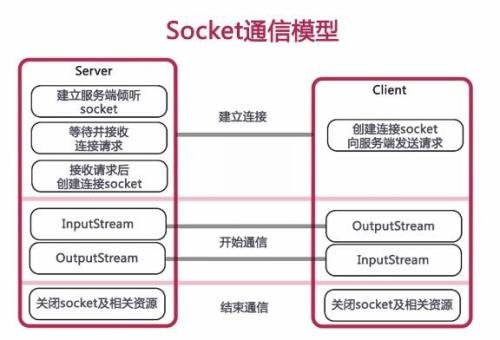 Socket通信模型
Server
建立服务端倾听
socket
等待并接收
连接请求
接收请求后
创建连接socket
建立连接
Client
创建连接socket
向服务端发送请求
InputStream
OutputStream
开始通信
OutputStream
InputStream
关闭socket及相关资源
结束通信
关闭socket及相关资源